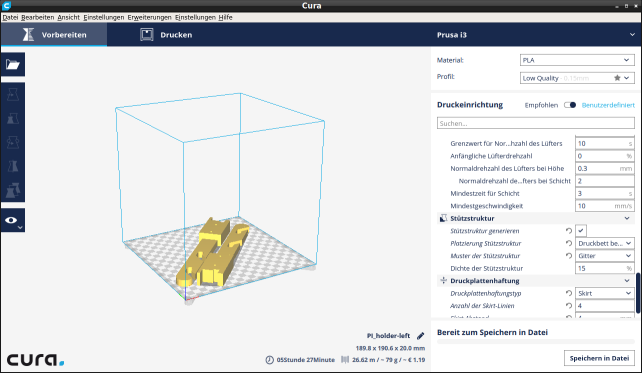 Cura
Datei Bearbeiten Ansicht Einstellungen Erweiterungen Einstellungen Hilfe
Vorbereiten
Drucken
Prusa i3
Material:
PLA
Profil:
Low Quality - 0.15mm
Druckeinrichtung
Empfohlen
Benutzerdefiniert
Suchen...
Grenzwert für Nor...hzahl des Lüfters
10
s
Anfängliche Lüfterdrehzahl
0
%
Normaldrehzahl des Lüfters bei Höhe
0.3
mm
Normaldrehzahl de...fters bei Schicht
2
Mindestzeit für Schicht
3
s
Mindestgeschwindigkeit
10
mm/s
Stützstruktur
Stützstruktur generieren
Platzierung Stützstruktur
Druckbett be...
Muster der Stützstruktur
Gitter
Dichte der Stützstruktur
15
%
Druckplattenhaftung
Druckplattenhaftungstyp
Skirt
Anzahl der Skirt-Linien
4
PI_holder-left
189.8 x 190.6 x 20.0 mm
05Stunde 27Minute
26.62 m / ~ 79 g / ~ € 1.19
cura.
Bereit zum Speichern in Datei
Speichern in Datei